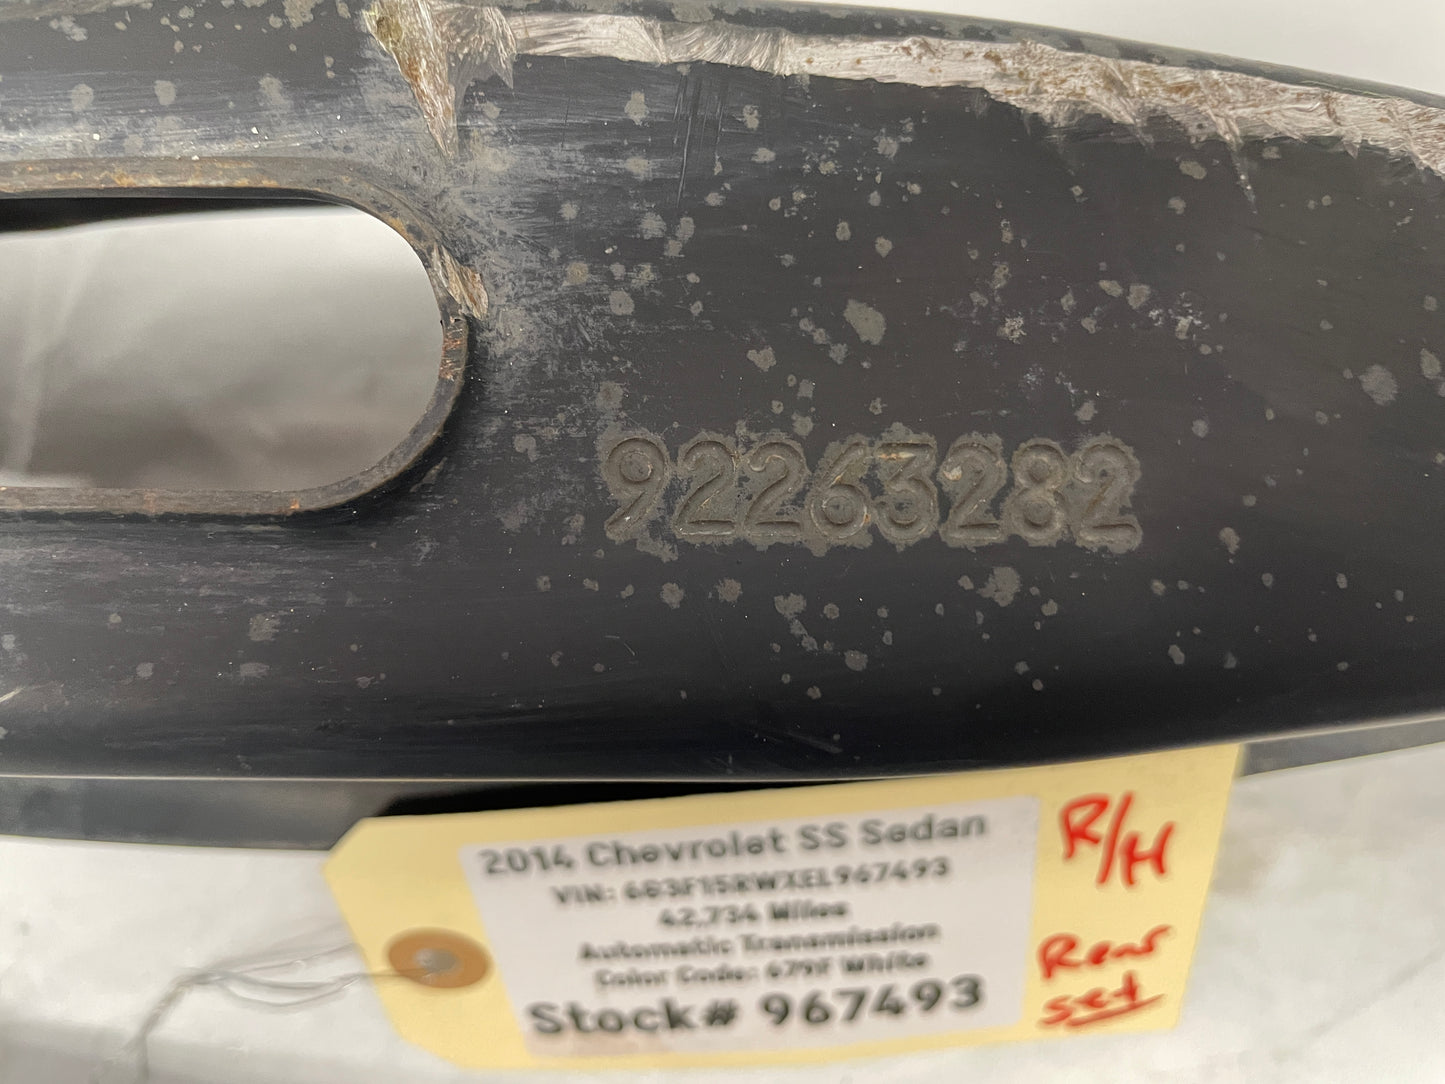 92263282
2014 Chevrolet SS Sedan
VIN: 6G3F15RWXEL967493
42,734 Miles
Automatic Transmission
Color Code: 679F White
Stock# 967493
R/H
Rear
set